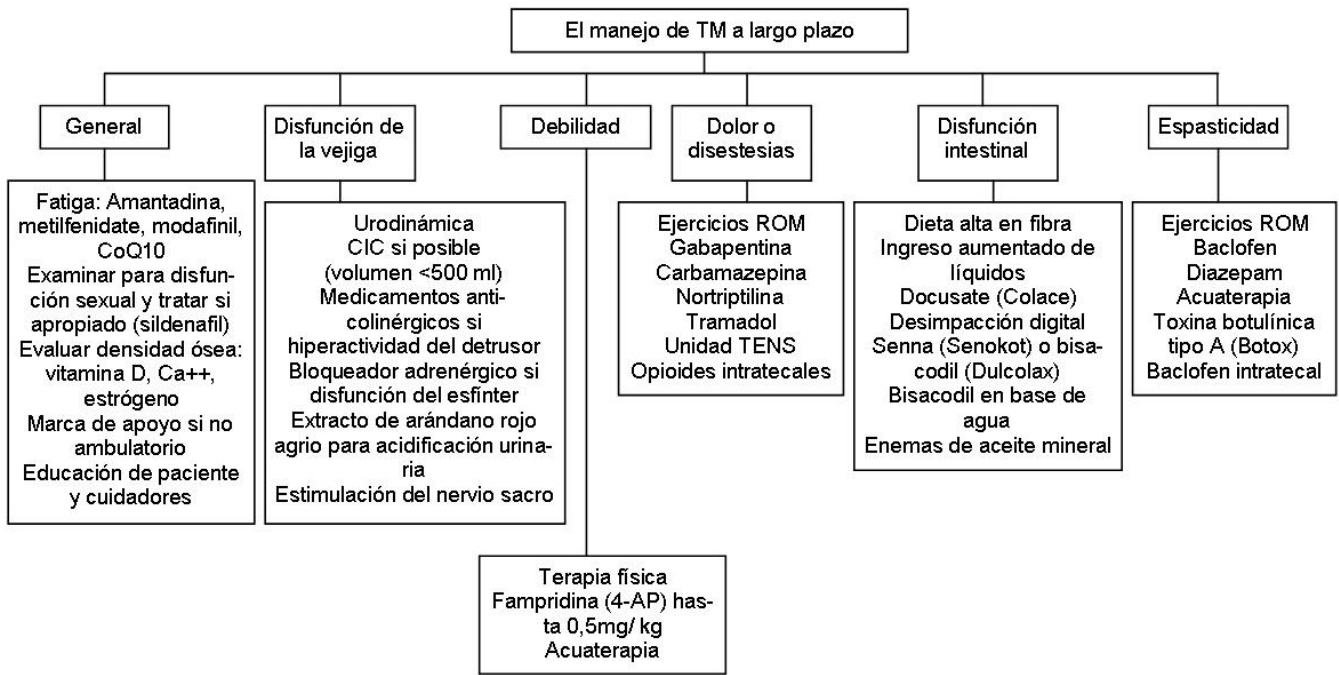 El manejo de TM a largo plazo
General
Disfunción de
la vejiga
Debilidad
Dolor o
disestesias
Disfunción
intestinal
Espasticidad
Fatiga: Amantadina,
metilfenidate, modafinil,
CoQ10
Examinar para disfun-
ción sexual y tratar si
apropiado (sildenafil)
Evaluar densidad ósea:
vitamina D, Ca++,
estrógeno
Marca de apoyo si no
ambulatorio
Educación de paciente
y cuidadores
Urodinámica
CIC si posible
(volumen <500 ml)
Medicamentos anti-
colinérgicos si
hiperactividad del detrusor
Bloqueador adrenérgico si
disfunción del esfínter
Extracto de arándano rojo
agrio para acidificación urina-
ria
Estimulación del nervio sacro
Terapia física
Fampridina (4-AP) has-
ta 0,5mg/ kg
Acuaterapia
Ejercicios ROM
Gabapentina
Carbamazepina
Nortriptilina
Tramadol
Unidad TENS
Opioides intratecales
Dieta alta en fibra
Ingreso aumentado de
líquidos
Docusate (Colace)
Desimpacción digital
Senna (Senokot) o bisa-
codil (Dulcolax)
Bisacodil en base de
agua
Enemas de aceite mineral
Ejercicios ROM
Baclofen
Diazepam
Acuaterapia
Toxina botulínica
tipo A (Botox)
Baclofen intratecal